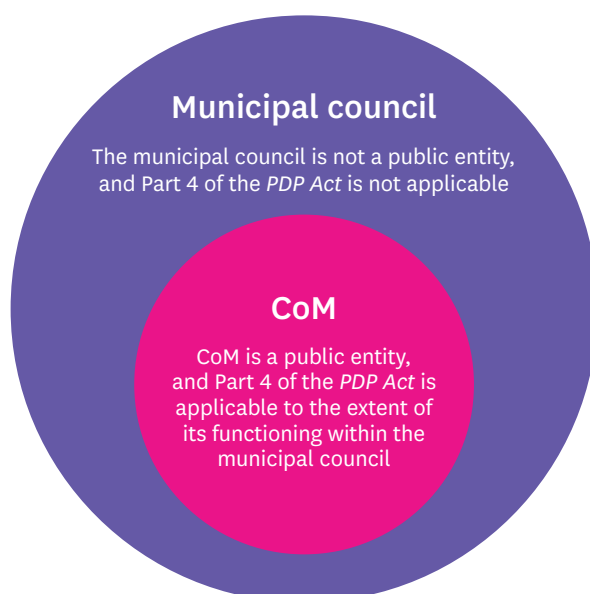 Municipal council
The municipal council is not a public entity,
and Part 4 of the PDP Act is not applicable
CoM
CoM is a public entity,
and Part 4 of the PDP Act is
applicable to the extent of
its functioning within the
municipal council